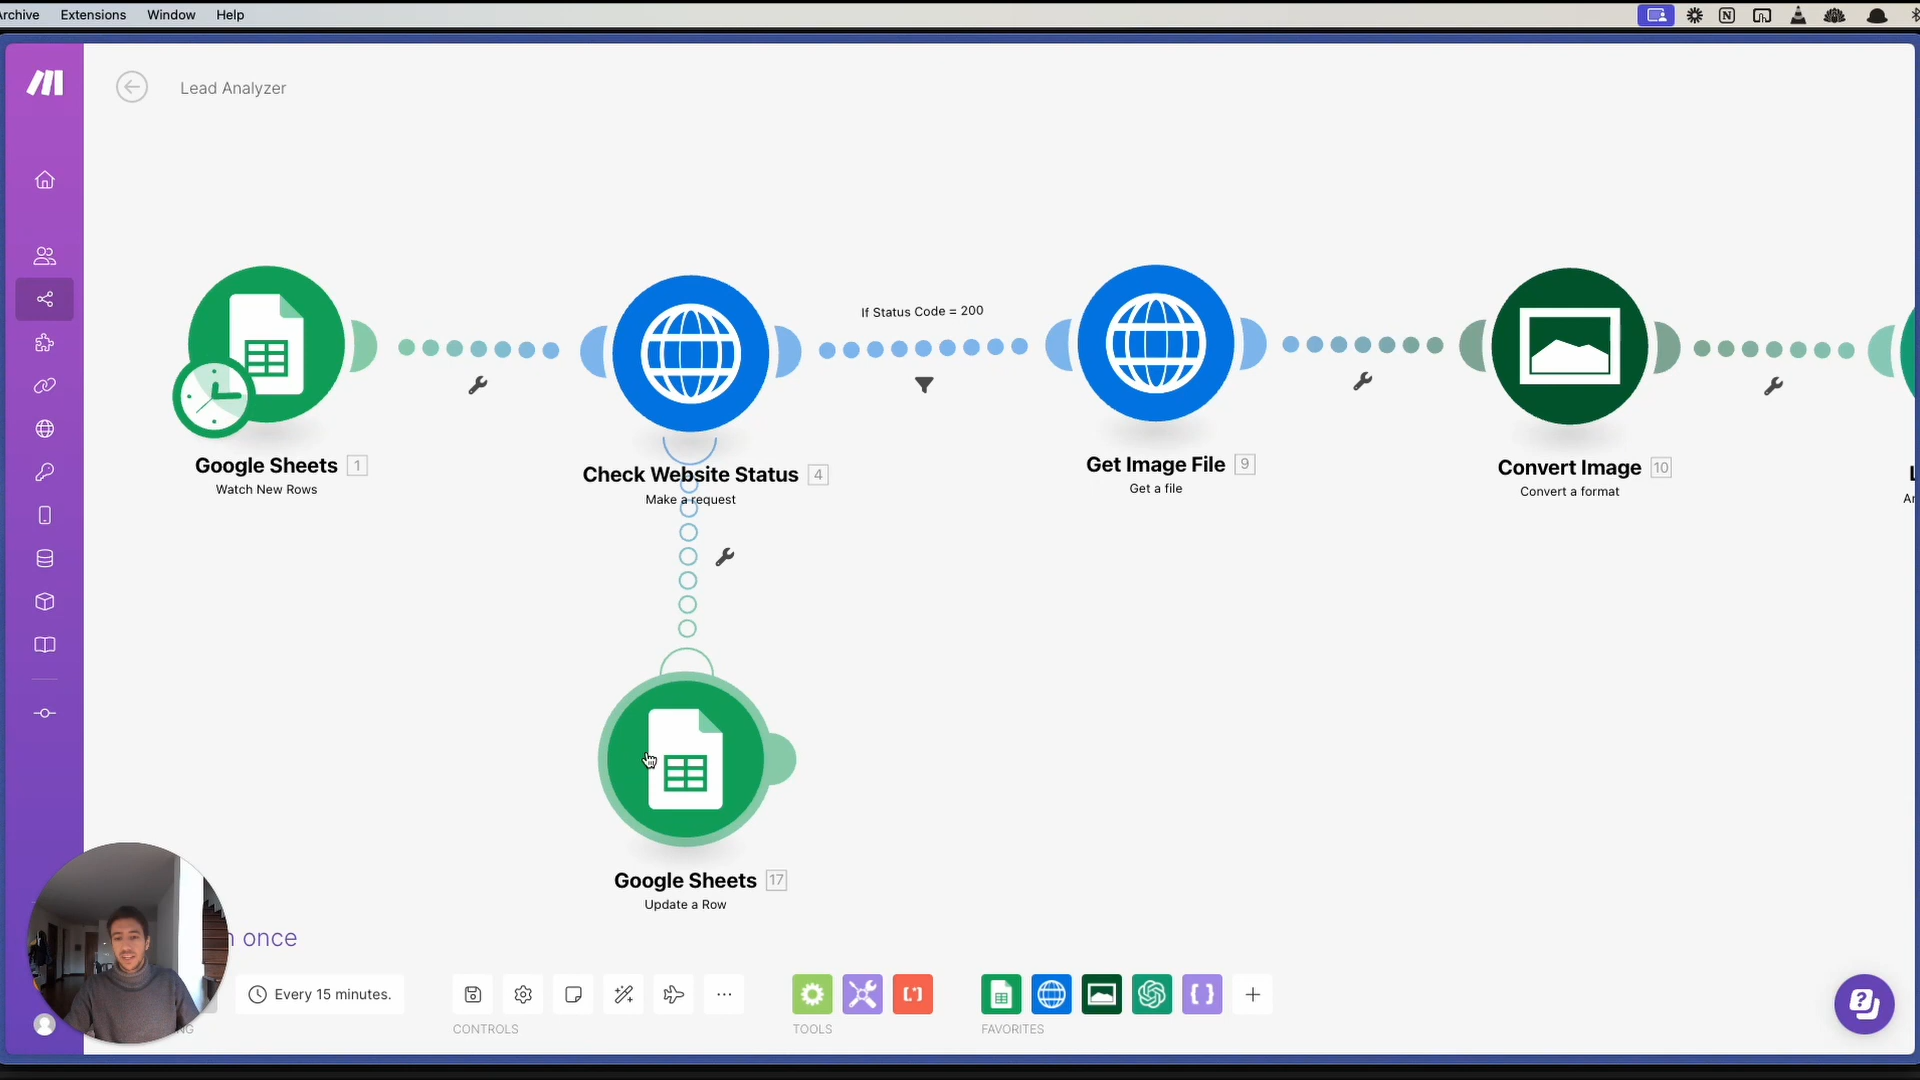 Archive Extensions Window Help
Lead Analyzer
If Status Code = 200
Google Sheets 1
Watch New Rows
Check Website Status 4
Make a request
Get Image File 9
Get a file
Convert Image 10
Convert a format
Google Sheets 17
Update a Row
once
Every 15 minutes.
CONTROLS
TOOLS
FAVORITES